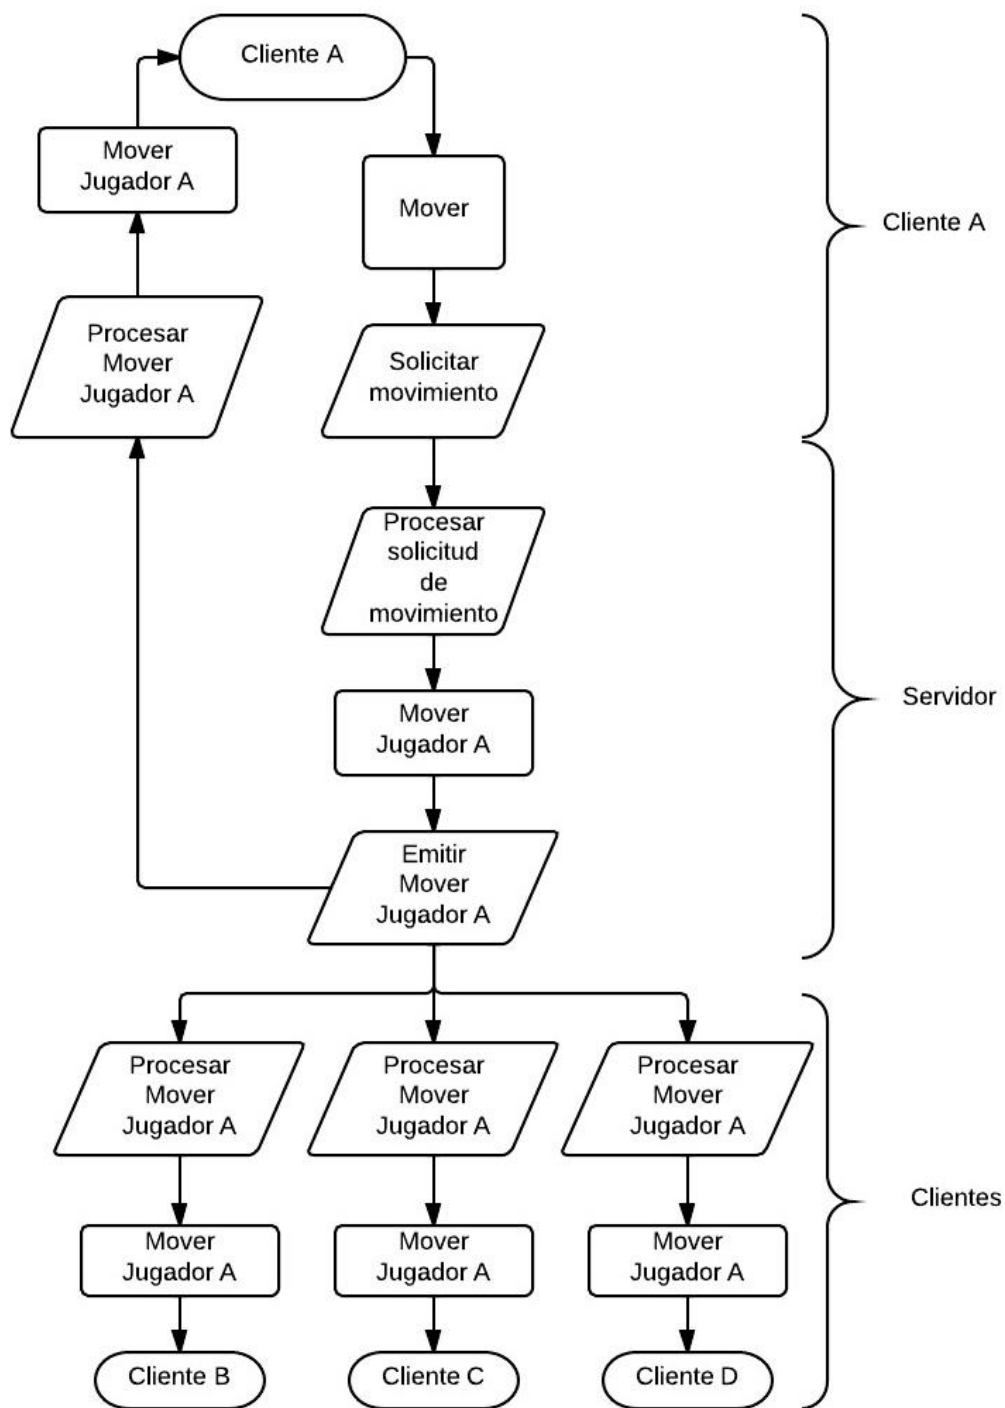 Cliente A
Mover
Jugador A
Mover
Cliente A
Procesar
Mover
Jugador A
Solicitar
movimiento
Procesar
solicitud
de
movimiento
Mover
Jugador A
Servidor
Emitir
Mover
Jugador A
Procesar
Mover
Jugador A
Procesar
Mover
Jugador A
Procesar
Mover
Jugador A
Clientes
Mover
Jugador A
Mover
Jugador A
Mover
Jugador A
Cliente B
Cliente C
Cliente D